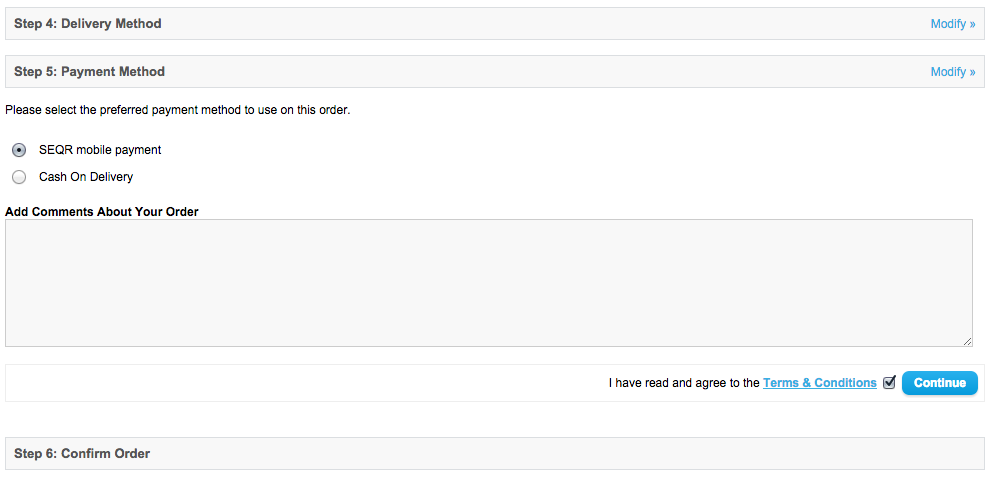 Step 4: Delivery Method
Modify »
Step 5: Payment Method
Modify »
Please select the preferred payment method to use on this order.
SEQR mobile payment
Cash On Delivery
Add Comments About Your Order
I have read and agree to the Terms & Conditions
Continue
Step 6: Confirm Order